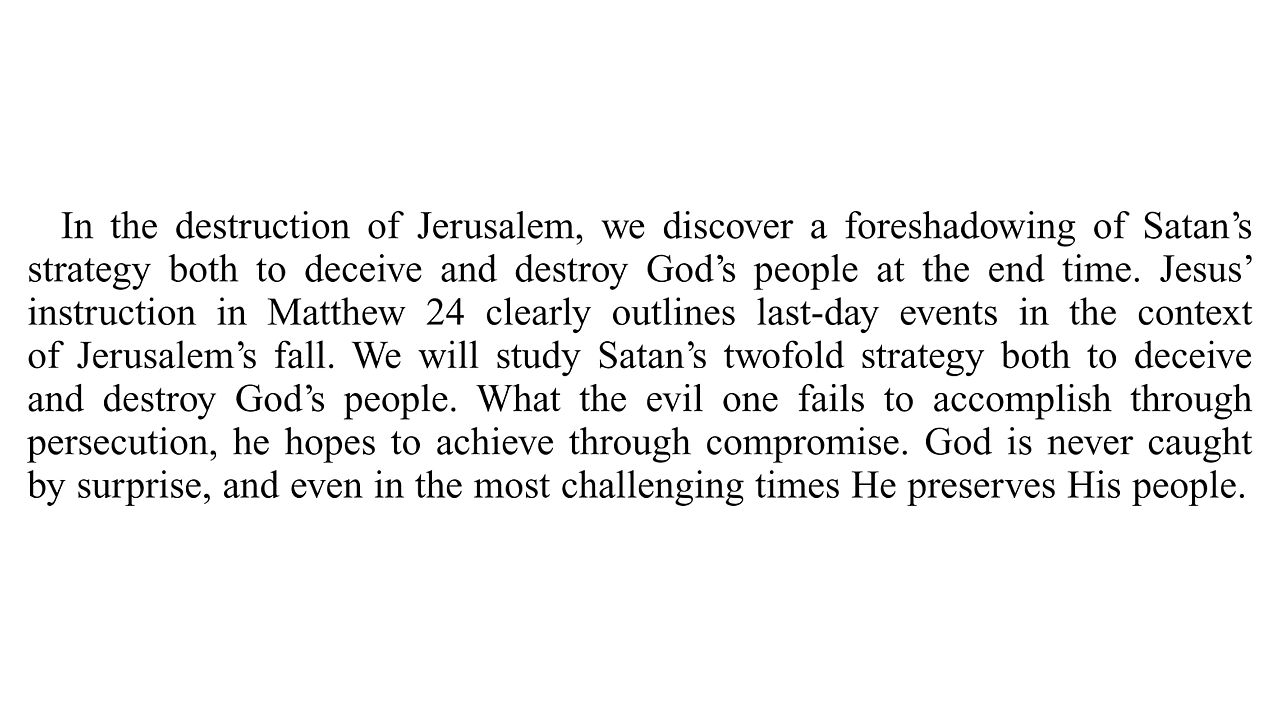 In the destruction of Jerusalem, we discover a foreshadowing of Satan’s
strategy both to deceive and destroy God’s people at the end time. Jesus’
instruction in Matthew 24 clearly outlines last-day events in the context
of Jerusalem’s fall. We will study Satan’s twofold strategy both to deceive
and destroy God’s people. What the evil one fails to accomplish through
persecution, he hopes to achieve through compromise. God is never caught
by surprise, and even in the most challenging times He preserves His people.